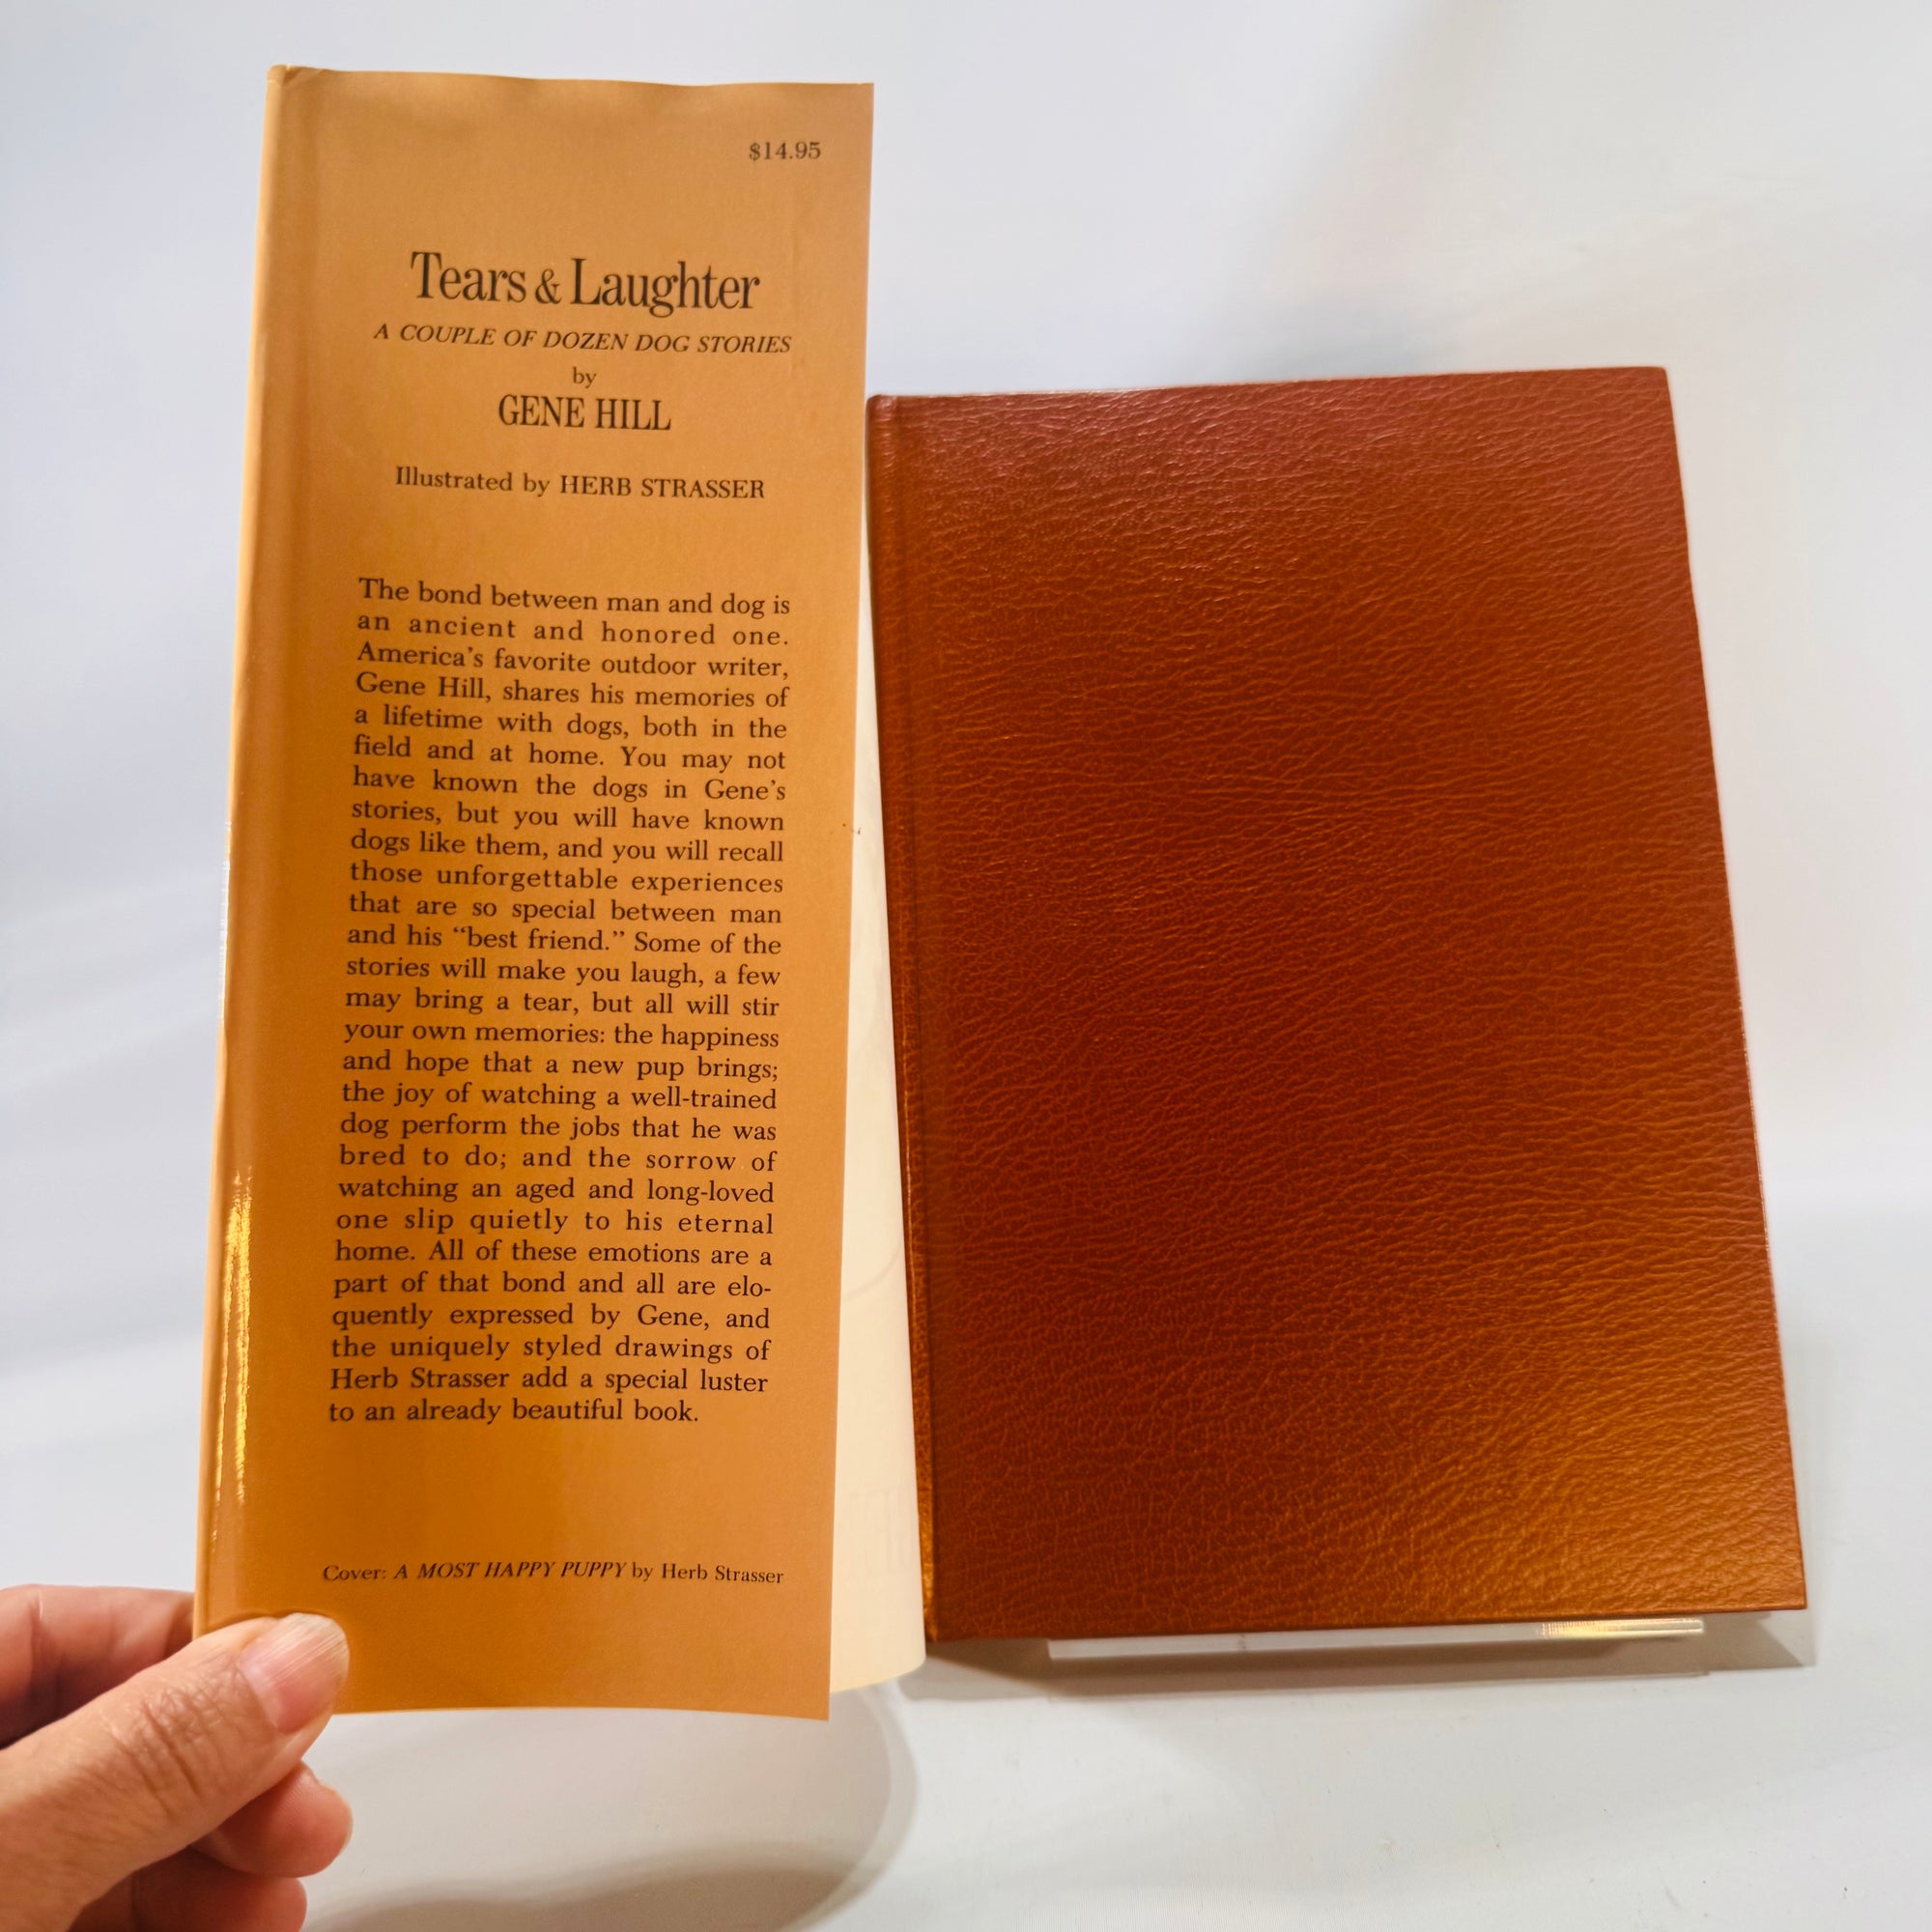 $14.95
Tears & Laughter
A COUPLE OF DOZEN DOG STORIES
by
GENE HILL
Illustrated by HERB STRASSER
The bond between man and dog is
an ancient and honored one.
America's favorite outdoor writer,
Gene Hill, shares his memories of
a lifetime with dogs, both in the
field and at home. You may not
have known the dogs in Gene's
stories, but you will have known
dogs like them, and you will recall
those unforgettable experiences
that are so special between man
and his “best friend.” Some of the
stories will make you laugh, a few
may bring a tear, but all will stir
your own memories: the happiness
and hope that a new pup brings;
the joy of watching a well-trained
dog perform the jobs that he was
bred to do; and the sorrow of
watching an aged and long-loved
one slip quietly to his eternal
home. All of these emotions are a
part of that bond and all are elo-
quently expressed by Gene, and
the uniquely styled drawings of
Herb Strasser add a special luster
to an already beautiful book.
Cover: A MOST HAPPY PUPPY by Herb Strasser